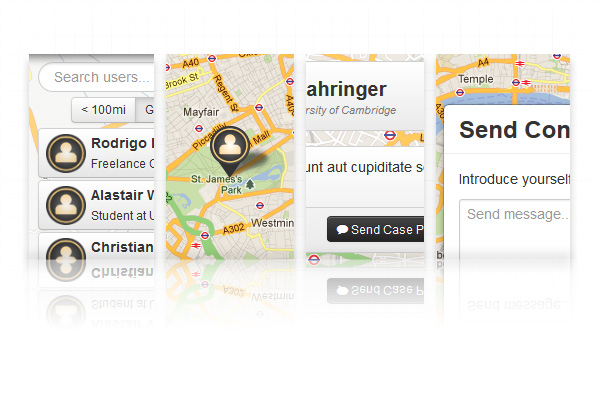 Search users...
< 100mi
Rodrigo
Freelance
Alastair W
Student at U
Christian
A40
Brook St
Regent St
Mayfair
A40
Piccadilly
Mall
St. James's
Park
A302
Westmin
ahringer
rsity of Cambridge
unt aut cupiditate s
Send Case P
Temple
A4
Send Con
Introduce yourself
Send message...